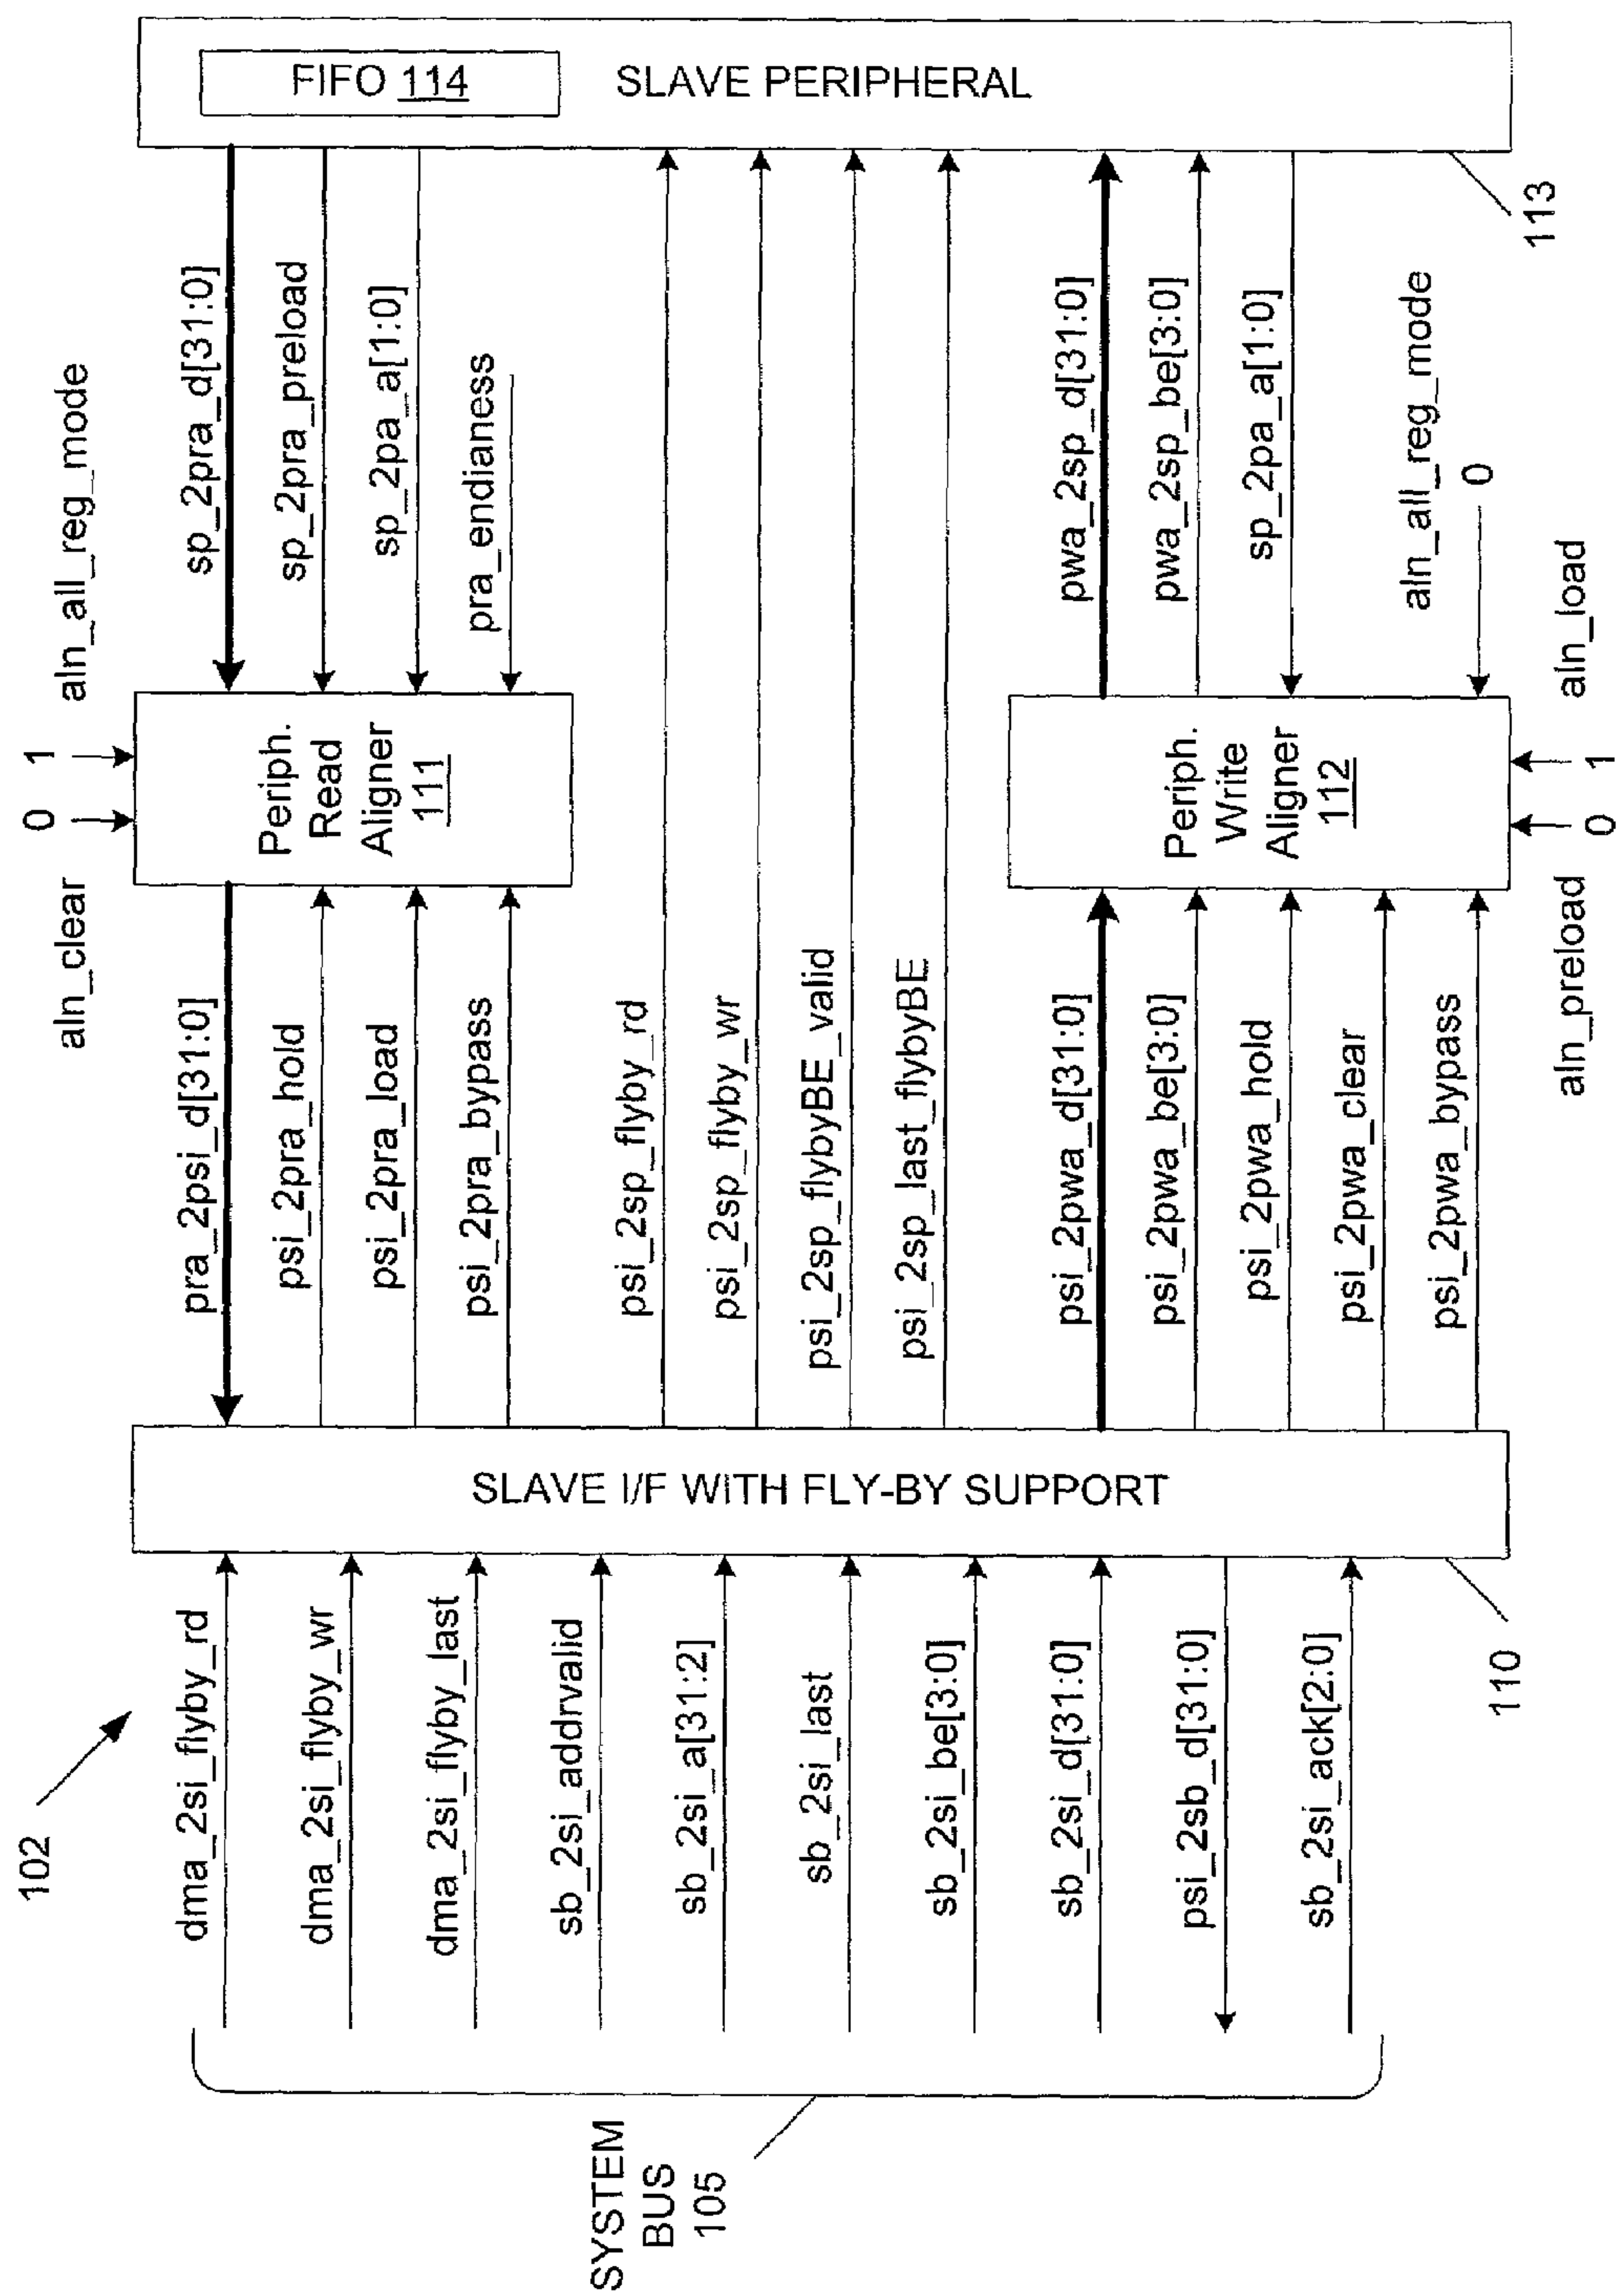 102
SYSTEM
BUS
105
dma_2si_flyby_rd
dma_2si_flyby_wr
dma_2si_flyby_last
sb_2si_addrvalid
sb_2si_a[31:2]
sb_2si_last
sb_2si_be[3:0]
sb_2si_d[31:0]
psi_2sb_d[31:0]
sb_2si_ack[2:0]
SLAVE I/F WITH FLY-BY SUPPORT
110
pra_2psi_d[31:0]
psi_2pra_hold
psi_2pra_load
psi_2pra_bypass
psi_2sp_flyby_rd
psi_2sp_flyby_wr
psi_2sp_flybyBE_valid
psi_2sp_last_flybyBE
psi_2pwa_d[31:0]
psi_2pwa_be[3:0]
psi_2pwa_hold
psi_2pwa_clear
psi_2pwa_bypass
aln_clear
0
1
aln_all_reg_mode
Periph.
Read
Aligner
111
Periph.
Write
Aligner
112
aln_preload
0
1
aln_load
sp_2pra_d[31:0]
sp_2pra_preload
sp_2pa_a[1:0]
pra_endianess
pwa_2sp_d[31:0]
pwa_2sp_be[3:0]
sp_2pa_a[1:0]
aln_all_reg_mode
0
FIFO 114
SLAVE PERIPHERAL
113